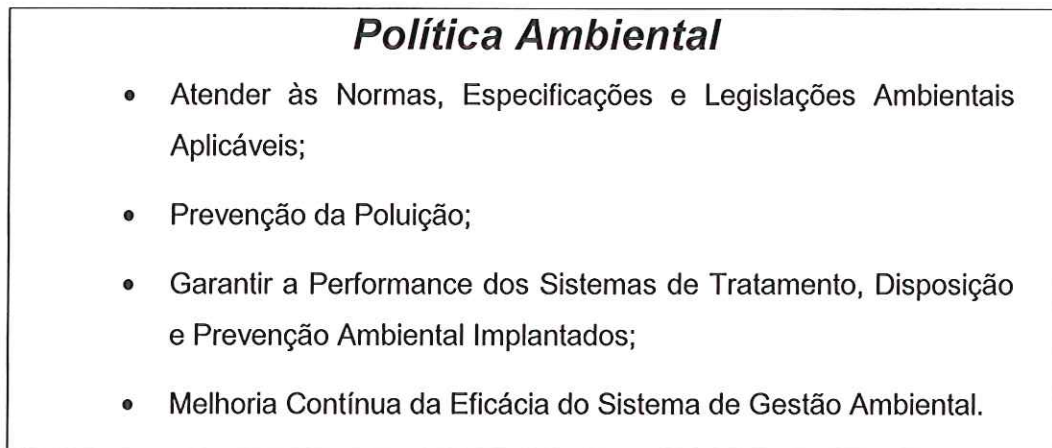 Política Ambiental
• Atender às Normas, Especificações e Legislações Ambientais
Aplicáveis;
• Prevenção da Poluição;
• Garantir a Performance dos Sistemas de Tratamento, Disposição
e Prevenção Ambiental Implantados;
• Melhoria Contínua da Eficácia do Sistema de Gestão Ambiental.